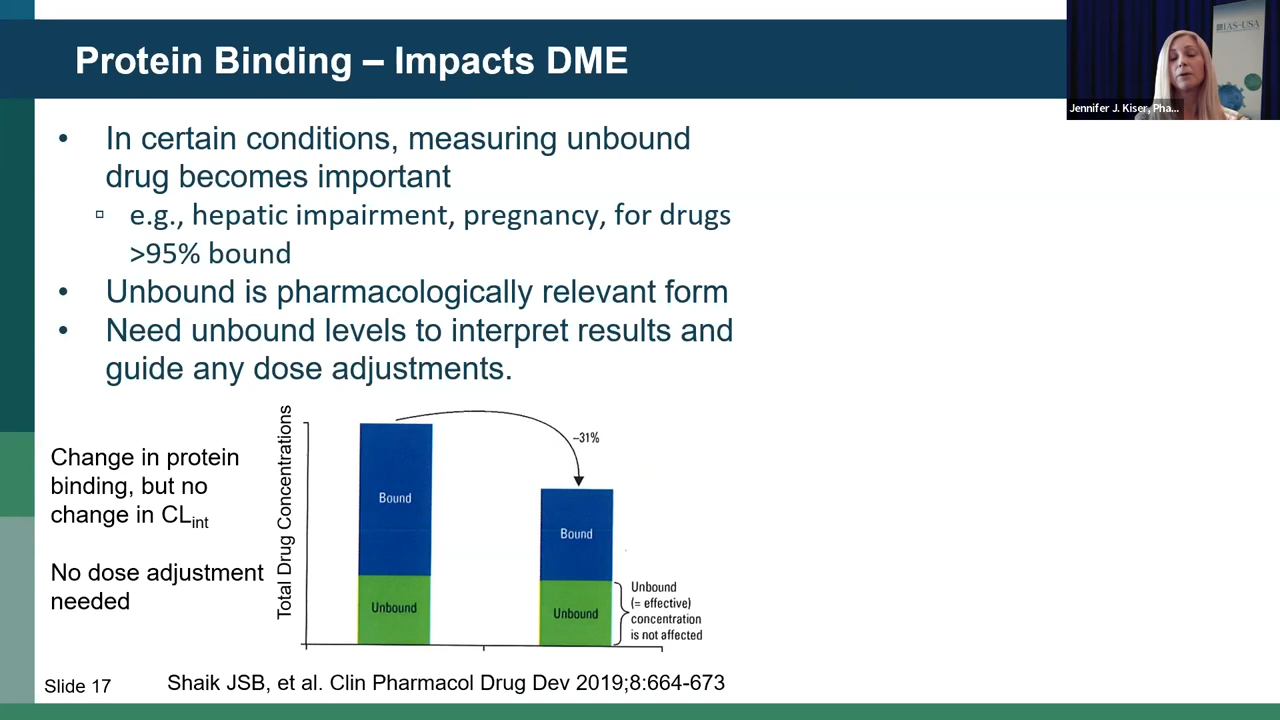 Protein Binding – Impacts DME
IAS–USA
Jennifer J. Kiser, Pha...
• In certain conditions, measuring unbound
drug becomes important
▫ e.g., hepatic impairment, pregnancy, for drugs
>95% bound
• Unbound is pharmacologically relevant form
• Need unbound levels to interpret results and
guide any dose adjustments.
Change in protein
binding, but no
change in CLint
No dose adjustment
needed
Total Drug Concentrations
–31%
Bound
Bound
Unbound
Unbound
Unbound
(= effective)
concentration
is not affected
Slide 17
Shaik JSB, et al. Clin Pharmacol Drug Dev 2019;8:664-673